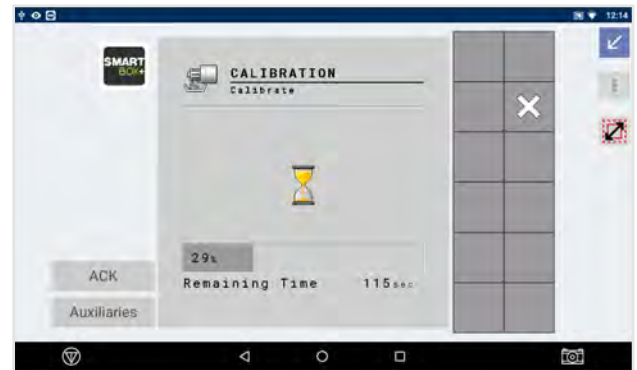 12:14
SMART
BOX+
CALIBRATION
Calibrate
29%
Remaining Time 115sec
ACK
Auxiliaries